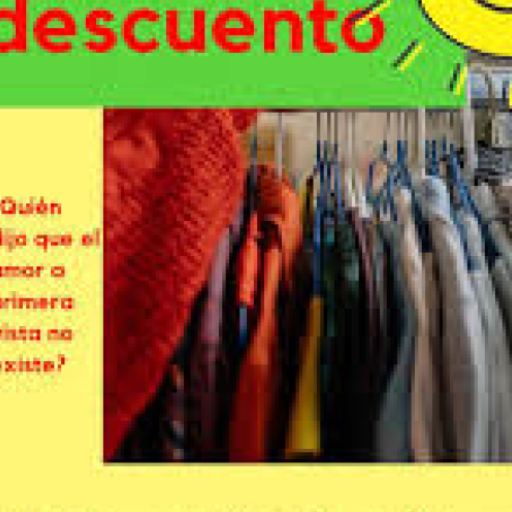 descuento
Quién
dijo que el
amor a
primera
vista no
existe?